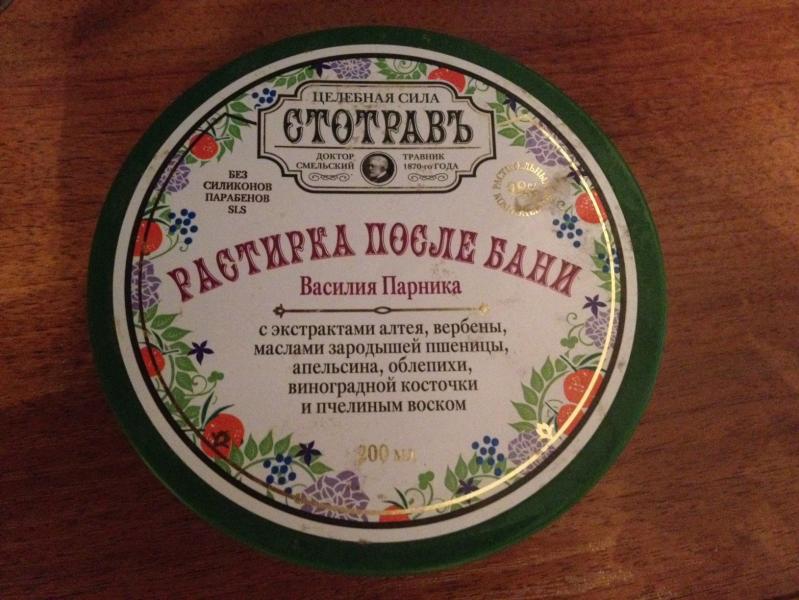 ЦЕЛЕБНАЯ СИЛА
СТОТРАВЪ
ДОКТОР ТРАВНИК
СМЕЛЬСКИЙ 1870-го ГОДА
БЕЗ
СИЛИКОНОВ
ПАРАБЕНОВ
SLS
РАСТИРКА ПОСЛЕ БАНИ
Василия Парника
с экстрактами алтея, вербены,
маслами зародышей пшеницы,
апельсина, облепихи,
виноградной косточки
и пчелиным воском
200 мл